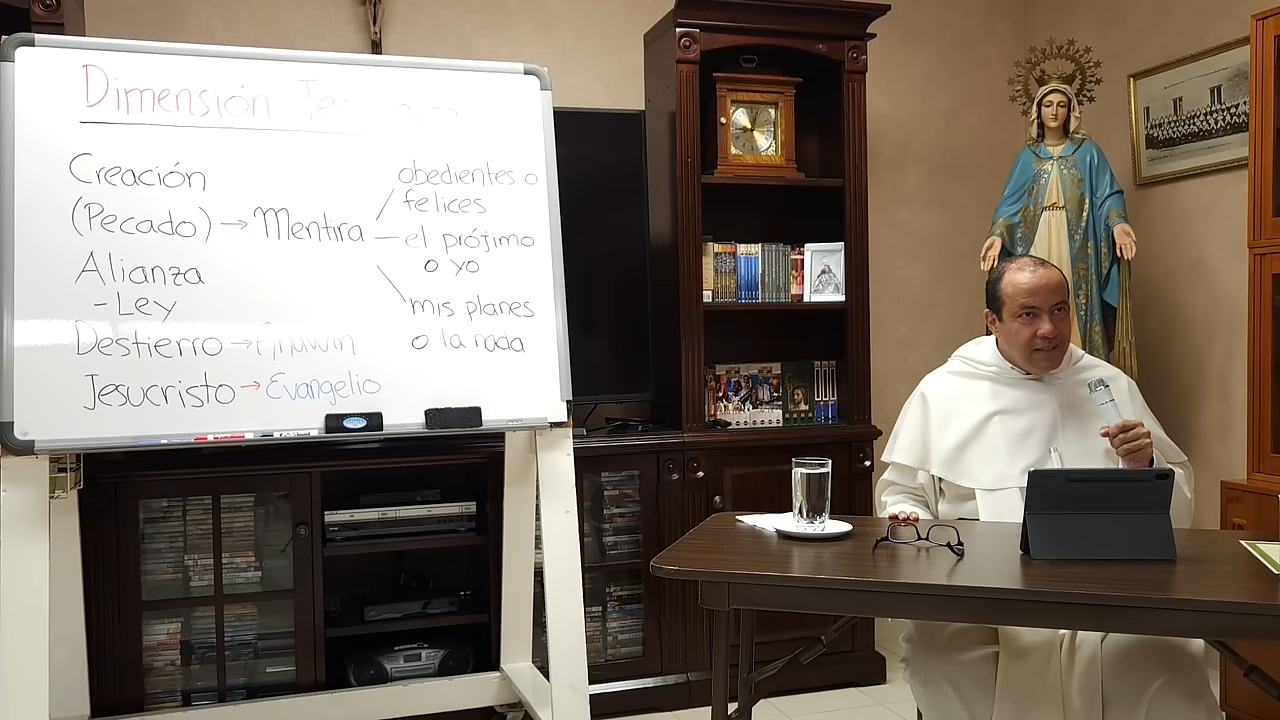 Dimensión
Creación
(Pecado) → Mentira
obedientes o
felices
el prójimo
o yo
mis planes
o la nada
Alianza
- Ley
Destierro →
Jesucristo → Evangelio